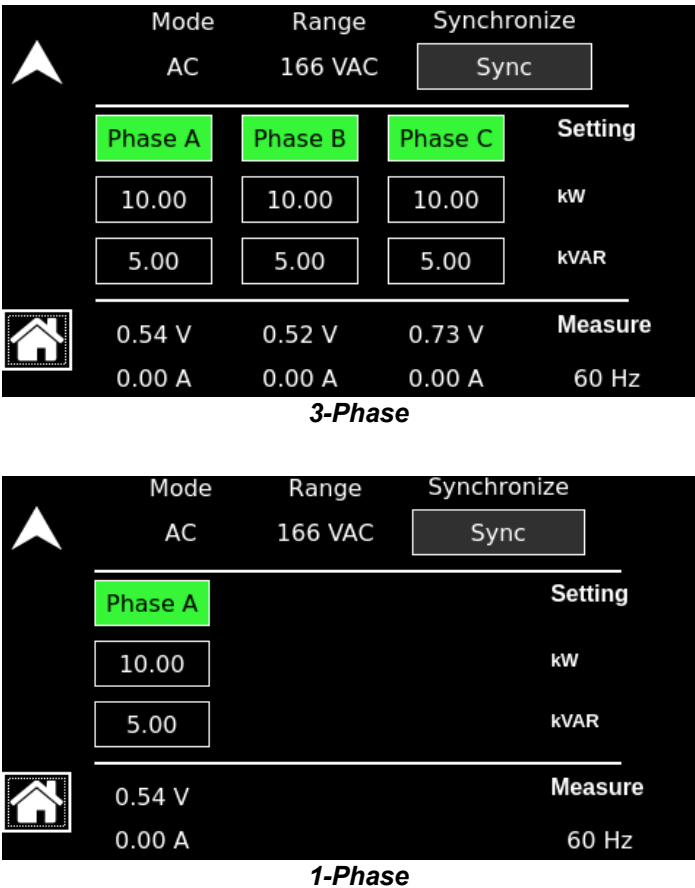 Mode Range Synchronize
AC 166 VAC Sync
Phase A Phase B Phase C Setting
10.00 10.00 10.00 kW
5.00 5.00 5.00 kVAR
0.54 V 0.52 V 0.73 V Measure
0.00 A 0.00 A 0.00 A 60 Hz
3-Phase
Mode Range Synchronize
AC 166 VAC Sync
Phase A Setting
10.00 kW
5.00 kVAR
0.54 V Measure
0.00 A 60 Hz
1-Phase